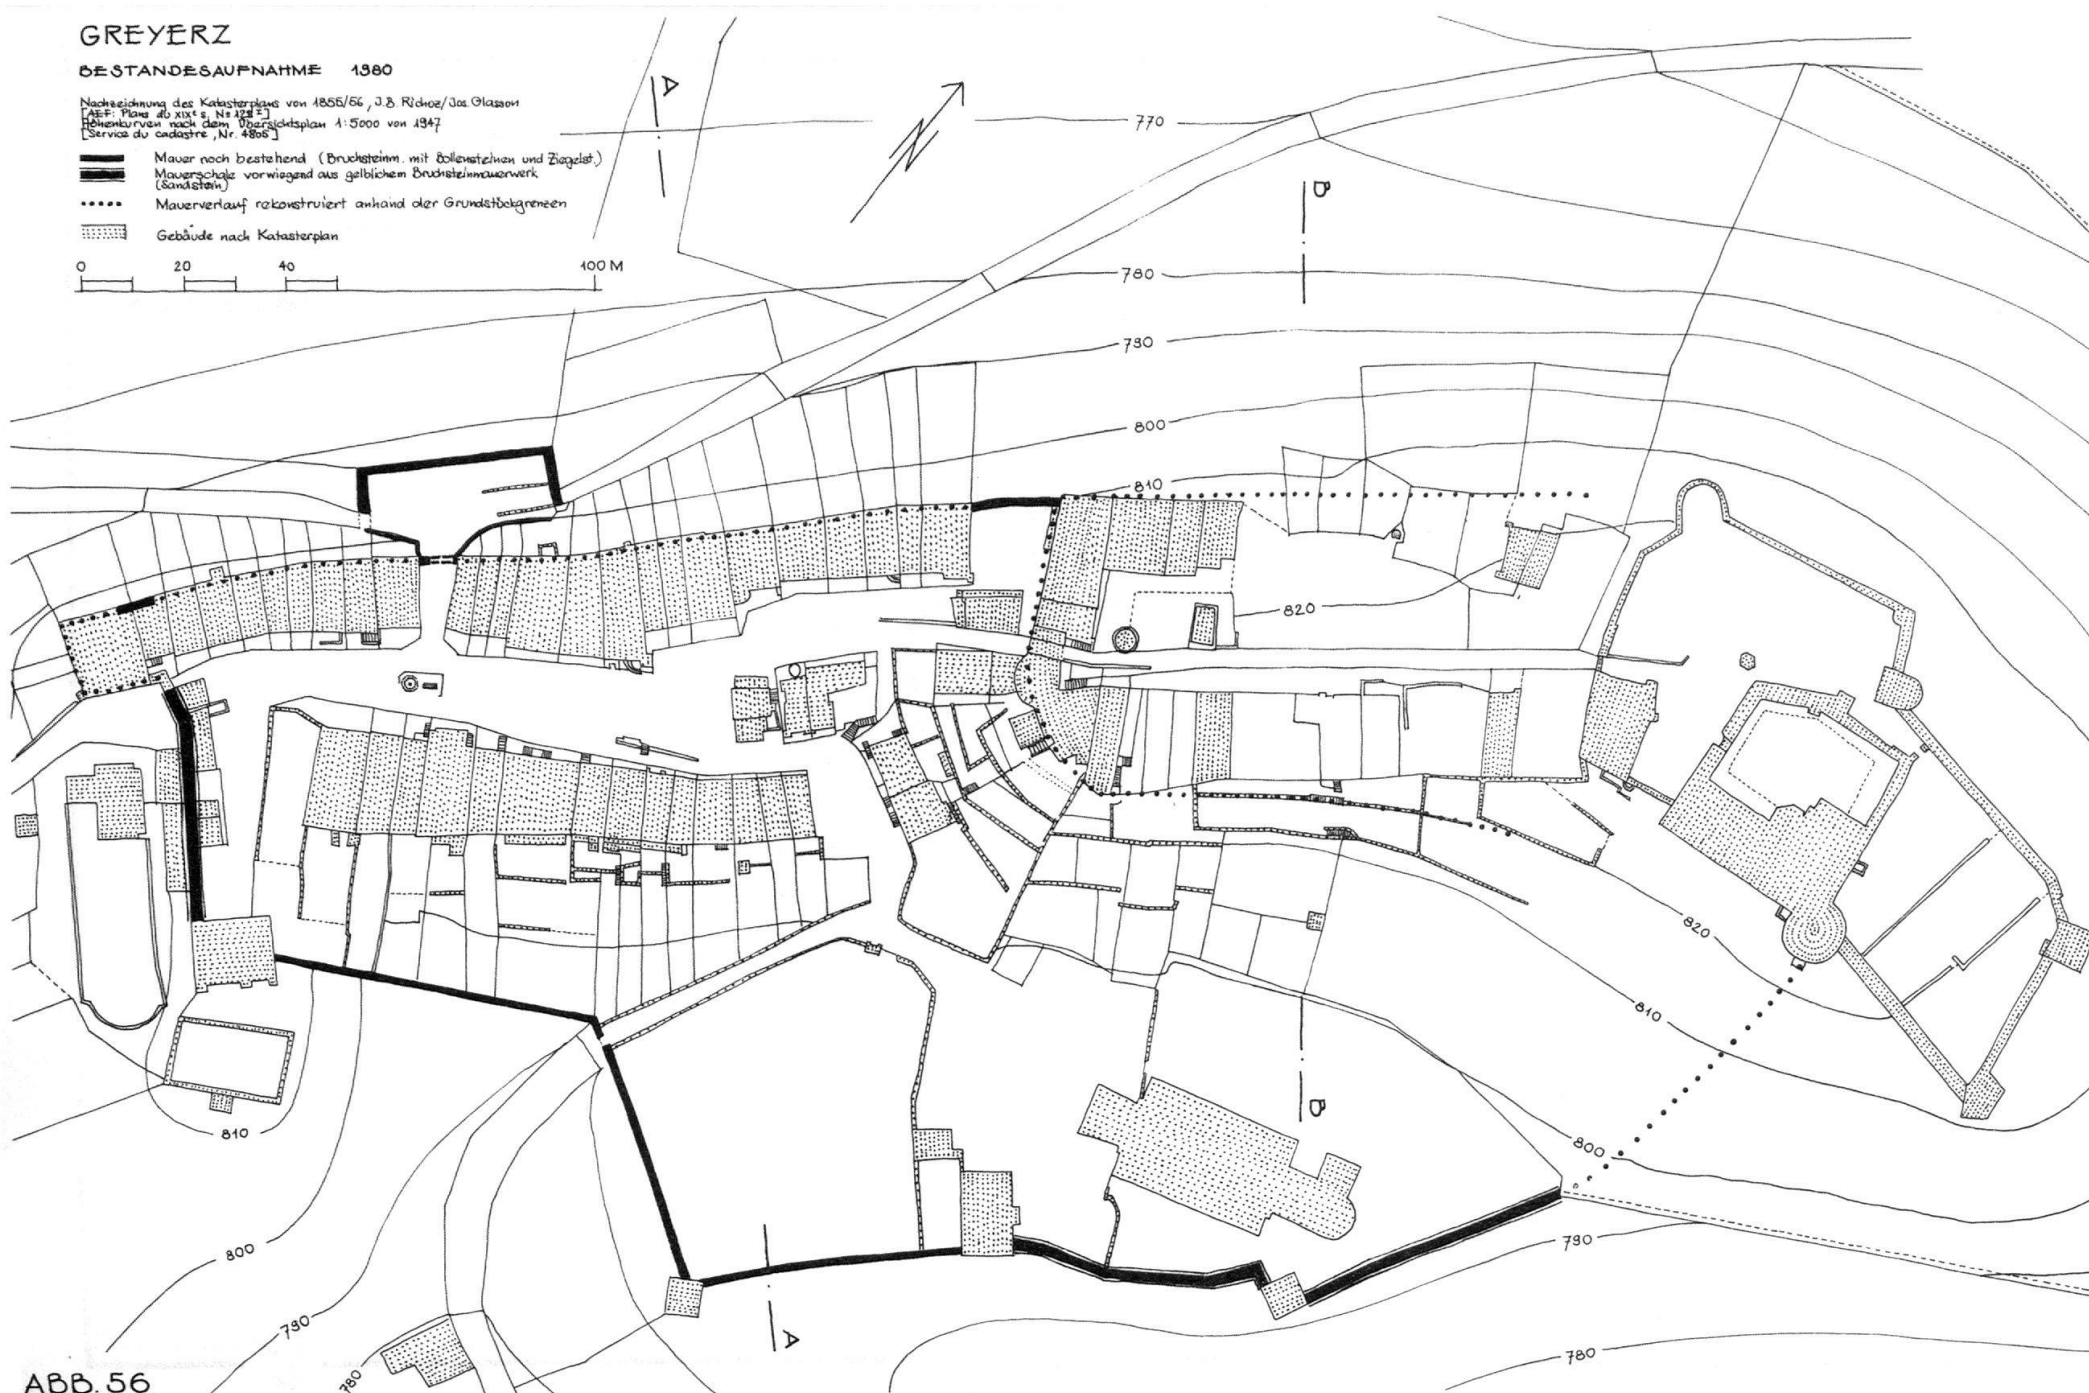 GREYERZ
BESTANDESAUFNAHME 1980
Nachzeichnung des Katasterplans von 1855/56, J.B. Richoz/Jos. Glasson
[AEF: Plans du XIXe s, No
Höhenkurven nach dem Übersichtsplan 1:5000 von 1947
[Service du cadastre, Nr. 4805]
Mauer noch bestehend (Bruchsteinm. mit Bollensteinen und Ziegelst.)
Mauerschale vorwiegend aus gelblichem Bruchsteinmauerwerk
(Sandstein)
Mauerverlauf rekonstruiert anhand der Grundstückgrenzen
Gebäude nach Katasterplan
0 20 40 100 M
A
B
770
780
790
800
810
820
820
810
800
790
780
810
800
790
780
B
A
ABB. 56